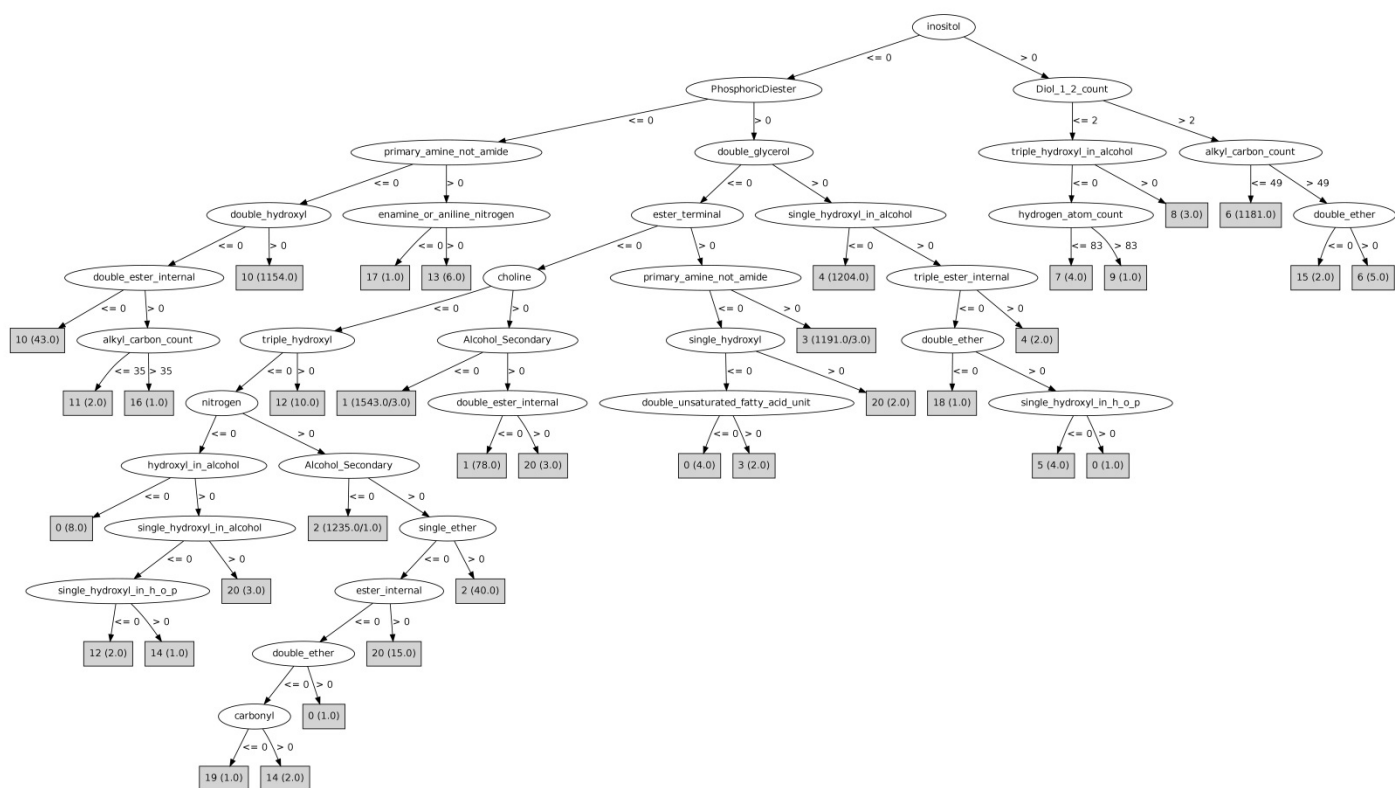 inositol
<= 0 > 0
PhosphoricDiester Diol_1_2_count
<= 0 > 0 <= 2 > 2
primary_amine_not_amide double_glycerol triple_hydroxyl_in_alcohol alkyl_carbon_count
<= 0 > 0 <= 0 > 0 <= 0 > 0 <= 49 > 49
double_hydroxyl enamine_or_aniline_nitrogen ester_terminal single_hydroxyl_in_alcohol hydrogen_atom_count 8 (3.0) 6 (1181.0) double_ether
<= 0 > 0 <= 0 > 0 <= 0 > 0 <= 0 > 0 <= 83 > 83 <= 0 > 0
double_ester_internal 10 (1154.0) 17 (1.0) 13 (6.0) choline primary_amine_not_amide 4 (1204.0) triple_ester_internal 7 (4.0) 9 (1.0) 15 (2.0) 6 (5.0)
<= 0 > 0 <= 0 > 0 <= 0 > 0 <= 0 > 0
10 (43.0) alkyl_carbon_count triple_hydroxyl Alcohol_Secondary single_hydroxyl 3 (1191.0/3.0) double_ether 4 (2.0)
<= 35 > 35 <= 0 > 0 <= 0 > 0 <= 0 > 0 <= 0 > 0
11 (2.0) 16 (1.0) nitrogen 12 (10.0) 1 (1543.0/3.0) double_ester_internal double_unsaturated_fatty_acid_unit 20 (2.0) 18 (1.0) single_hydroxyl_in_h_o_p
<= 0 > 0 <= 0 > 0 <= 0 > 0 <= 0 > 0
hydroxyl_in_alcohol Alcohol_Secondary 1 (78.0) 20 (3.0) 0 (4.0) 3 (2.0) 5 (4.0) 0 (1.0)
<= 0 > 0 <= 0 > 0
0 (8.0) single_hydroxyl_in_alcohol 2 (1235.0/1.0) single_ether
<= 0 > 0 <= 0 > 0
single_hydroxyl_in_h_o_p 20 (3.0) ester_internal 2 (40.0)
<= 0 > 0 <= 0 > 0
12 (2.0) 14 (1.0) double_ether 20 (15.0)
<= 0 > 0
carbonyl 0 (1.0)
<= 0 > 0
19 (1.0) 14 (2.0)